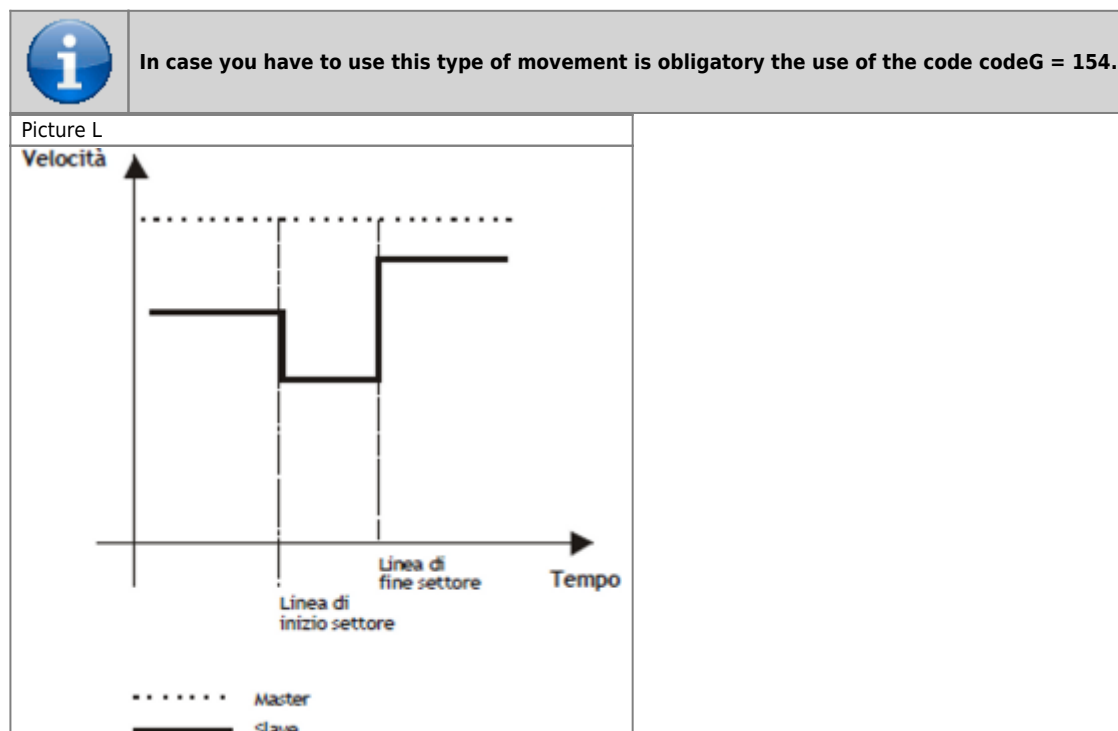 In case you have to use this type of movement is obligatory the use of the code codeG = 154.
Picture L
Velocità
Linea di
fine settore
Tempo
Linea di
inizio settore
Master
Slave